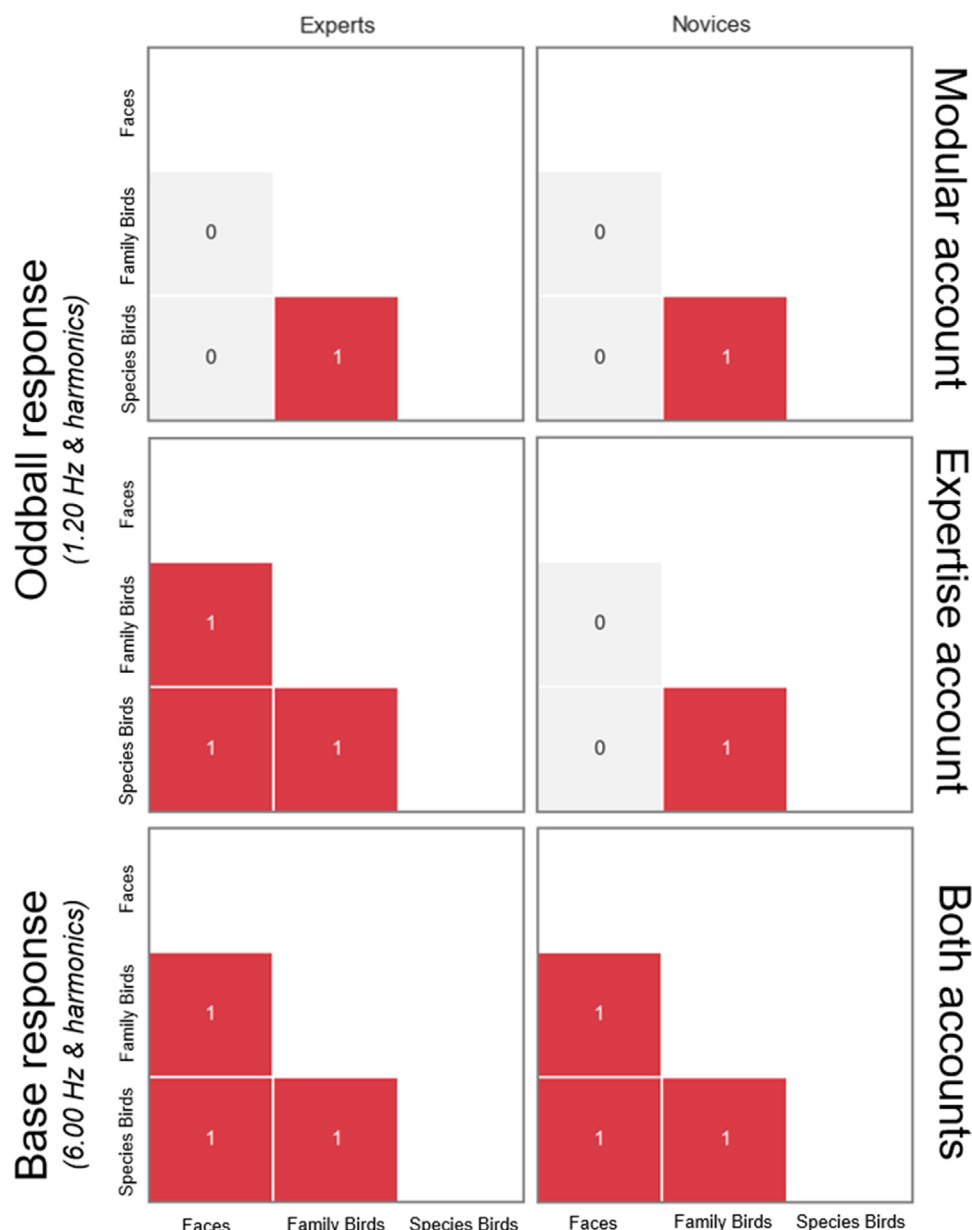 Experts
Novices
Modular account
Faces
Family Birds
Species Birds
0
0
0
1
0
1
Oddball response
(1.20 Hz & harmonics)
Expertise account
Faces
Family Birds
Species Birds
1
0
1
1
0
1
Base response
(6.00 Hz & harmonics)
Both accounts
Faces
Family Birds
Species Birds
1
1
1
1
1
1
Faces
Family Birds
Species Birds
Faces
Family Birds
Species Birds